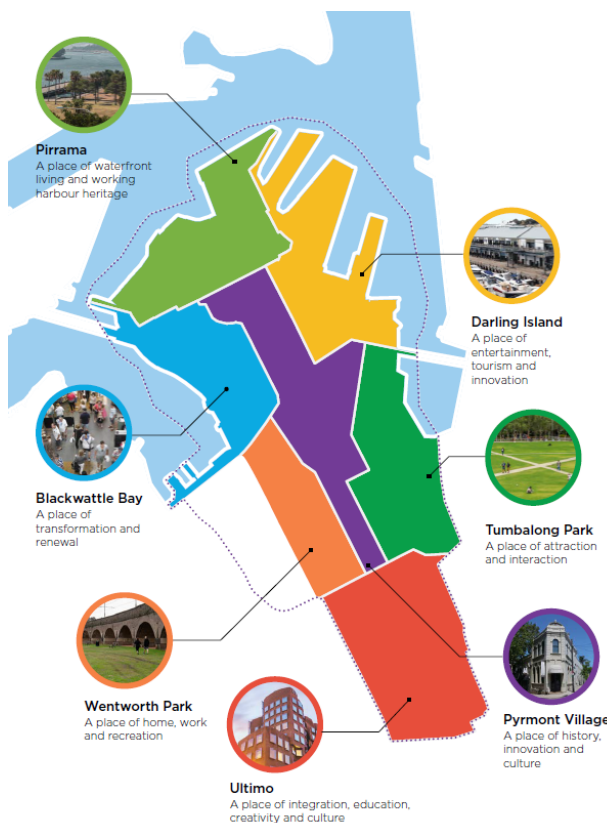 Pirrama
A place of waterfront
living and working
harbour heritage
Darling Island
A place of
entertainment,
tourism and
innovation
Blackwattle Bay
A place of
transformation and
renewal
Tumbalong Park
A place of attraction
and interaction
Wentworth Park
A place of home, work
and recreation
Pyrmont Village
A place of history,
innovation and
culture
Ultimo
A place of integration, education,
creativity and culture